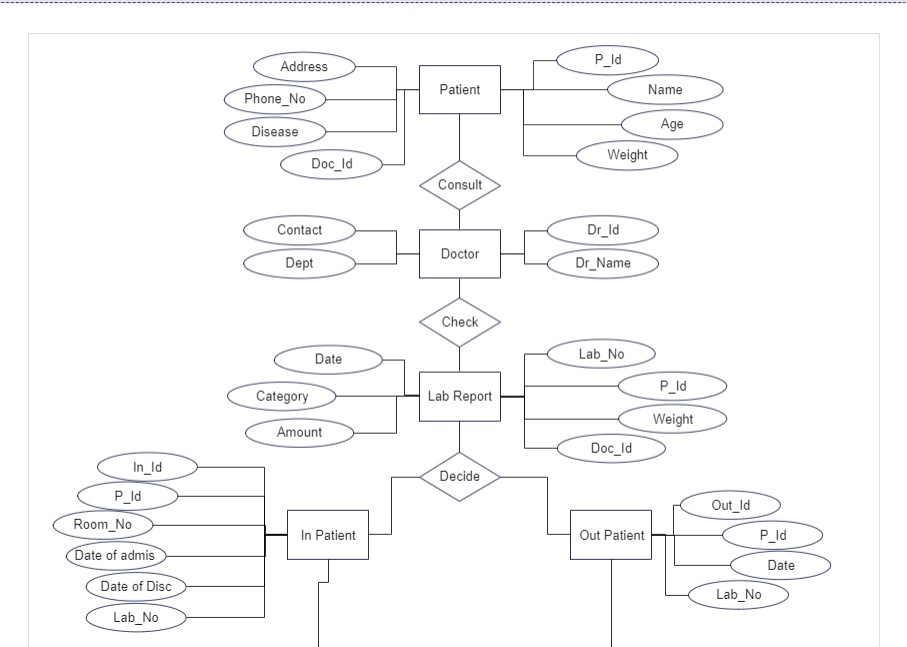 Address
P_Id
Phone_No
Patient
Name
Disease
Age
Doc_Id
Weight
Consult
Contact
Dr_Id
Doctor
Dept
Dr_Name
Check
Date
Lab_No
Category
Lab Report
P_Id
Amount
Weight
Doc_Id
In_Id
Decide
P_Id
Out_Id
Room_No
In Patient
Out Patient
P_Id
Date of admis
Date
Date of Disc
Lab_No
Lab_No